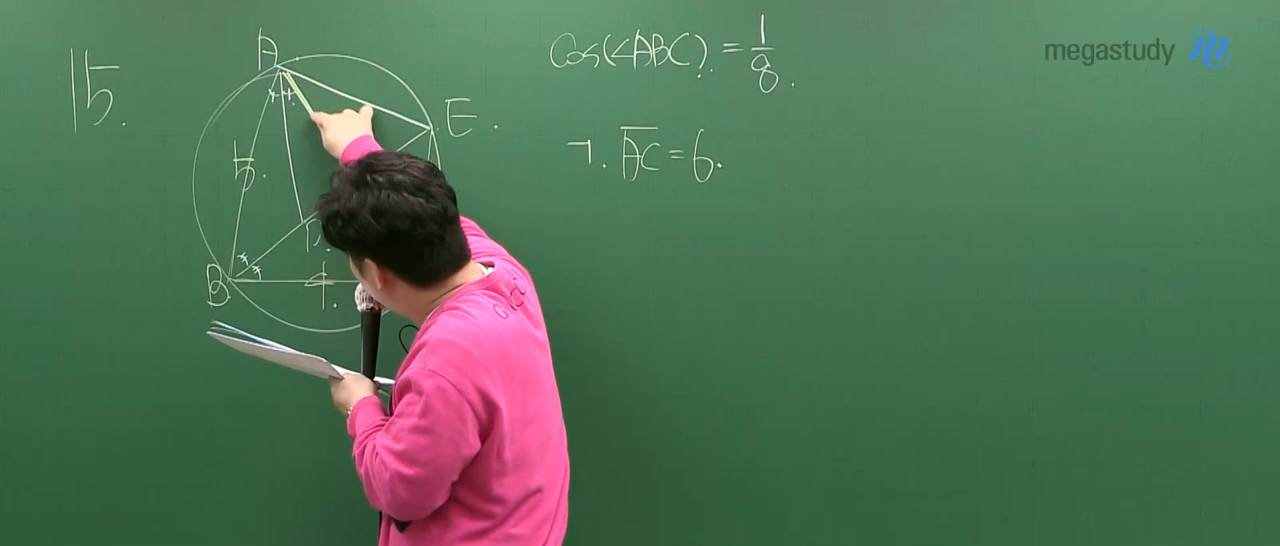 15.
A
E.
5.
D.
B
4.
cos(∠ABC). = 1/8.
ㄱ. AC = 6.
megastudy